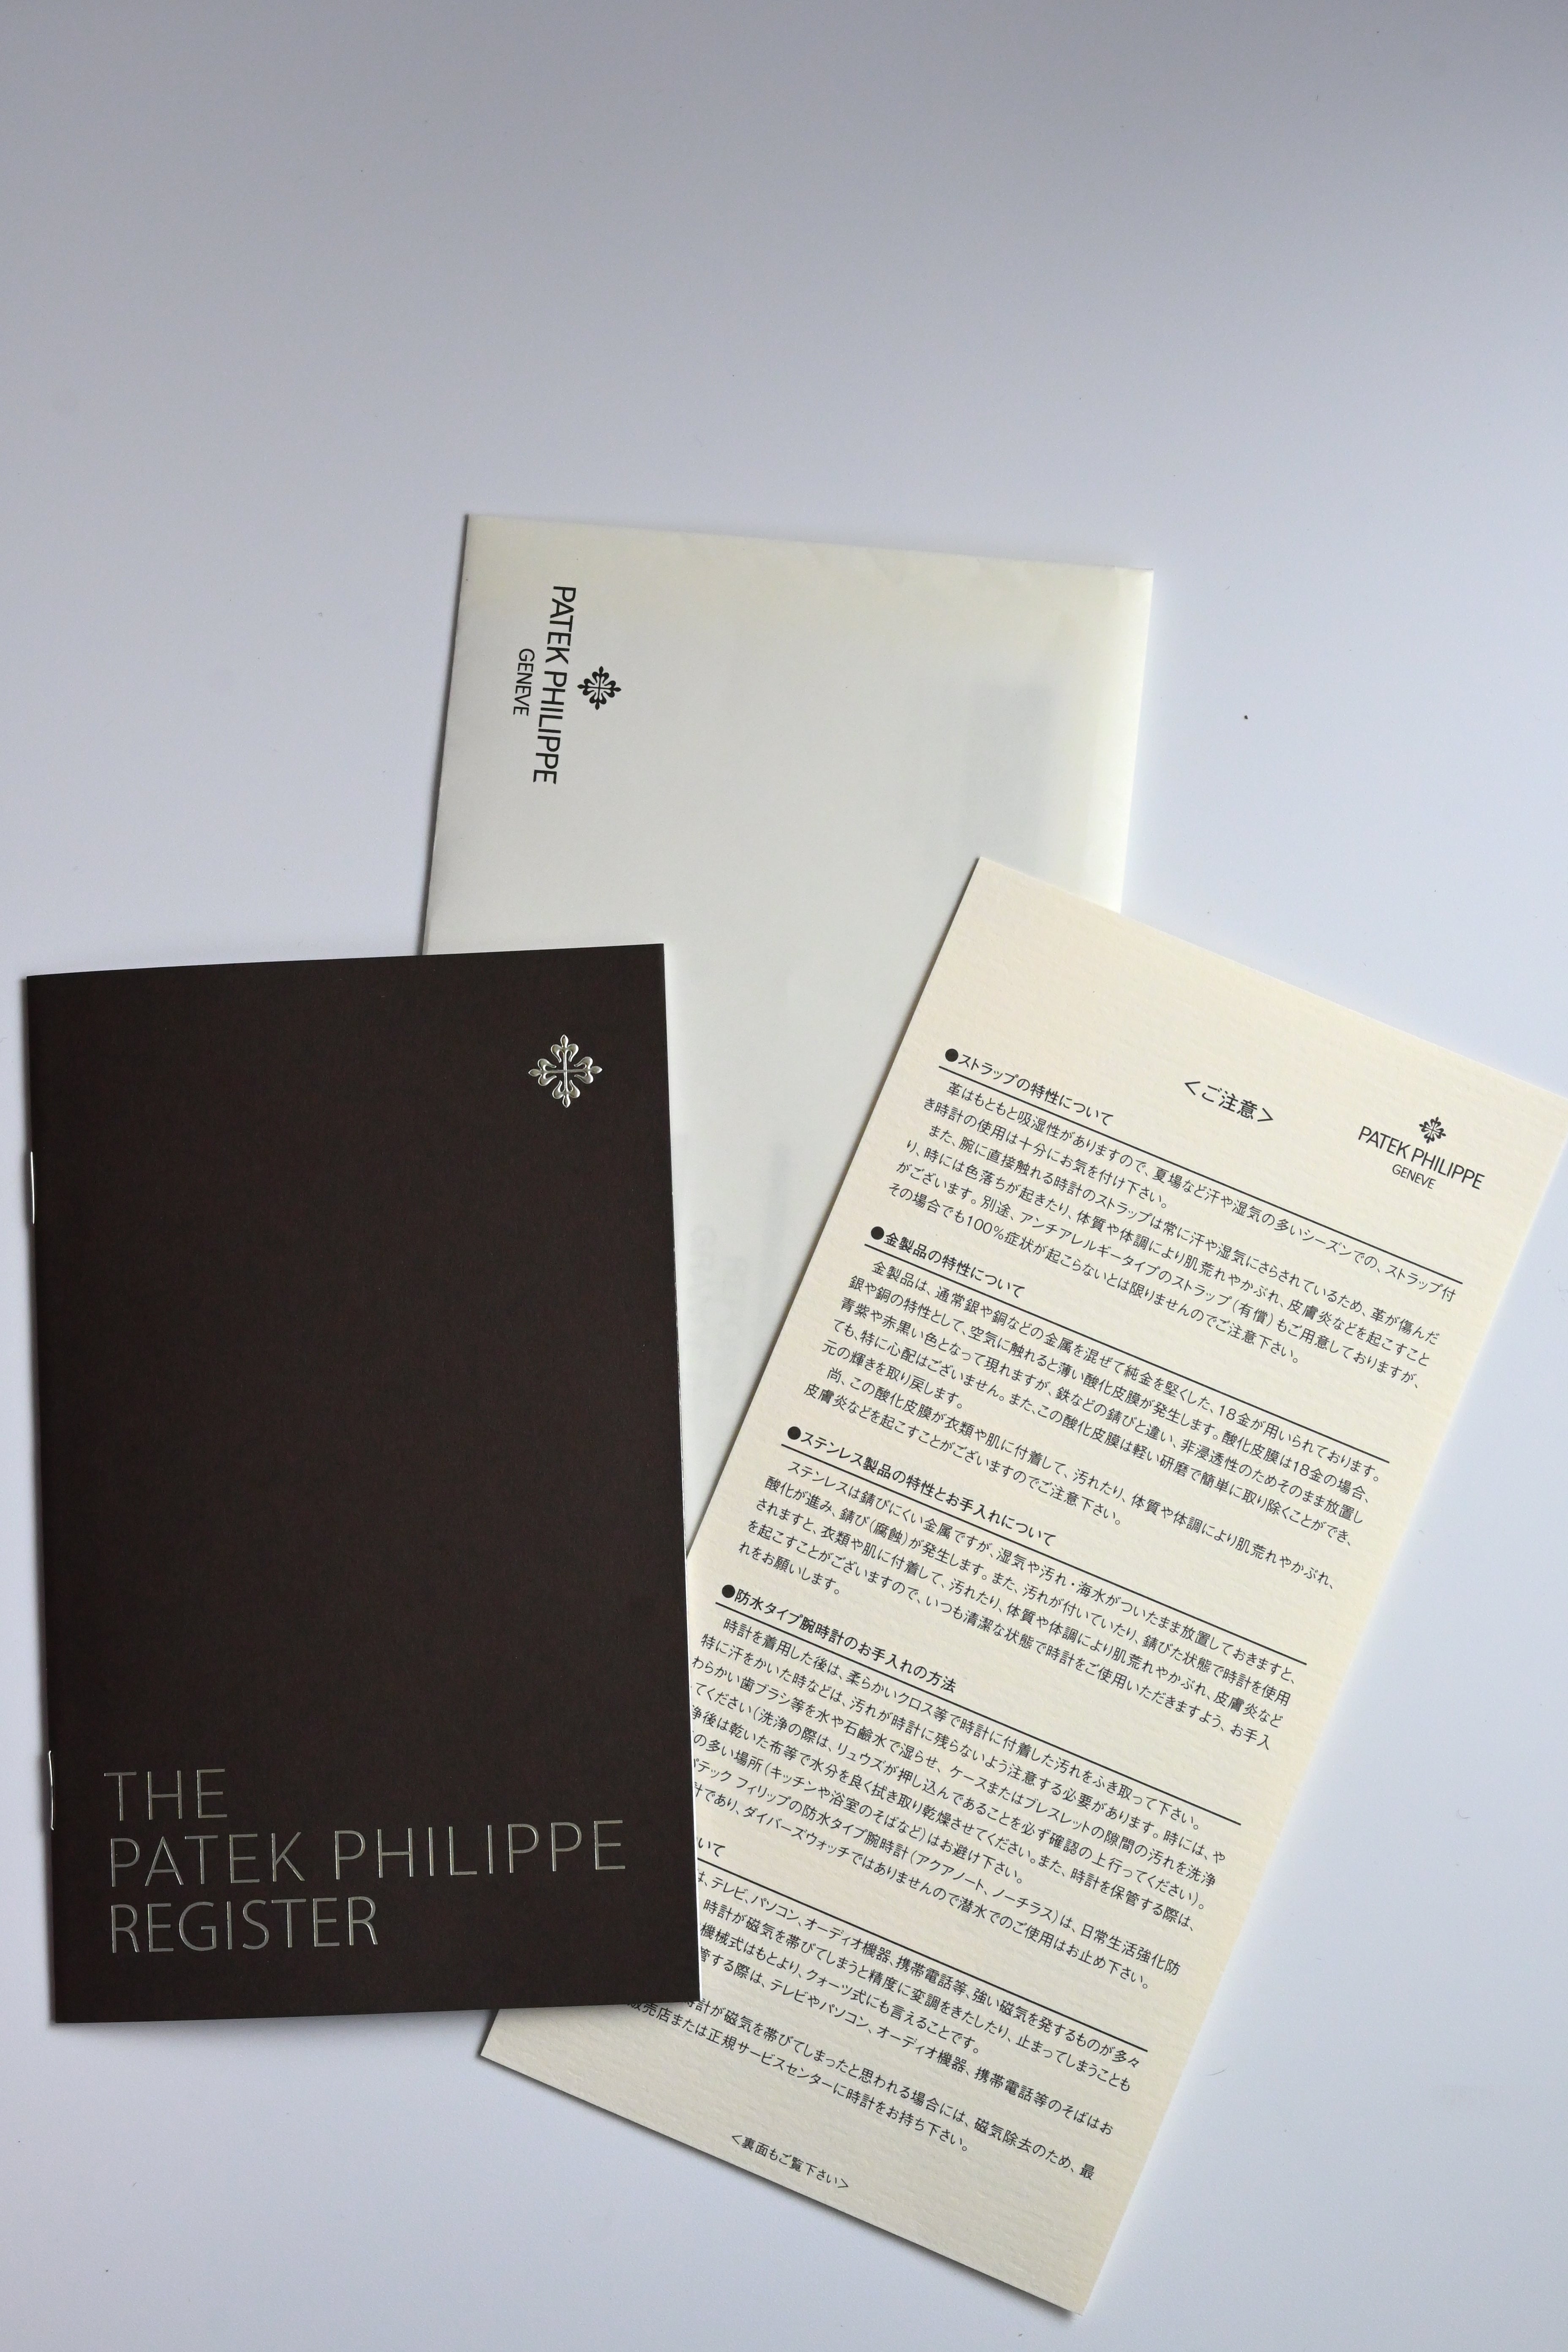 PATEK PHILIPPE
GENEVE
THE
PATEK PHILIPPE
REGISTER
PATEK PHILIPPE
GENEVE
<ご注意>
●ストラップの特性について
革はもともと吸湿性がありますので、夏場など汗や湿気の多いシーズンでの、ストラップ付
き時計の使用は十分にお気を付け下さい。
また、腕に直接触れる時計のストラップは常に汗や湿気にさらされているため、革が傷んだ
り、時には色落ちが起きたり、体質や体調により肌荒れやかぶれ、皮膚炎などを起こすこと
がございます。別途、アンチアレルギータイプのストラップ(有償)もご用意しておりますが、
その場合でも100%症状が起こらないとは限りませんのでご注意下さい。
●金製品の特性について
金製品は、通常銀や銅などの金属を混ぜて純金を堅くした、18金が用いられております。
銀や銅の特性として、空気に触れると薄い酸化皮膜が発生します。酸化皮膜は18金の場合、
青紫や赤黒い色となって現れますが、鉄などの錆びと違い、非浸透性のためそのまま放置し
ても、特に心配はございません。また、この酸化皮膜は軽い研磨で簡単に取り除くことができ、
元の輝きを取り戻します。
尚、この酸化皮膜が衣類や肌に付着して、汚れたり、体質や体調により肌荒れやかぶれ、
皮膚炎などを起こすことがございますのでご注意下さい。
●ステンレス製品の特性とお手入れについて
ステンレスは錆びにくい金属ですが、湿気や汚れ・海水がついたまま放置しておきますと、
酸化が進み、錆び(腐蝕)が発生します。また、汚れが付いていたり、錆びた状態で時計を使用
されますと、衣類や肌に付着して、汚れたり、体質や体調により肌荒れやかぶれ、皮膚炎など
を起こすことがございますので、いつも清潔な状態で時計をご使用いただきますよう、お手入
れをお願いします。
●防水タイプ腕時計のお手入れの方法
時計を着用した後は、柔らかいクロス等で時計に付着した汚れをふき取って下さい。
特に汗をかいた時などは、汚れが時計に残らないよう注意する必要があります。時には、や
わらかい歯ブラシ等を水や石鹸水で湿らせ、ケースまたはブレスレットの隙間の汚れを洗浄
てください(洗浄の際は、リュウズが押し込んであることを必ず確認の上行ってください)。
浄後は乾いた布等で水分を良く拭き取り乾燥させてください。また、時計を保管する際は、
の多い場所(キッチンや浴室のそばなど)はお避け下さい。
テック フィリップの防水タイプ腕時計(アクアノート、ノーチラス)は、日常生活強化防
計であり、ダイバーズウォッチではありませんので潜水でのご使用はお止め下さい。
いて
は、テレビ、パソコン、オーディオ機器、携帯電話等、強い磁気を発するものが多々
時計が磁気を帯びてしまうと精度に変調をきたしたり、止まってしまうことも
機械式はもとより、クォーツ式にも言えることです。
管する際は、テレビやパソコン、オーディオ機器、携帯電話等のそばはお
時計が磁気を帯びてしまったと思われる場合には、磁気除去のため、最
販売店または正規サービスセンターに時計をお持ち下さい。
<裏面もご覧下さい>